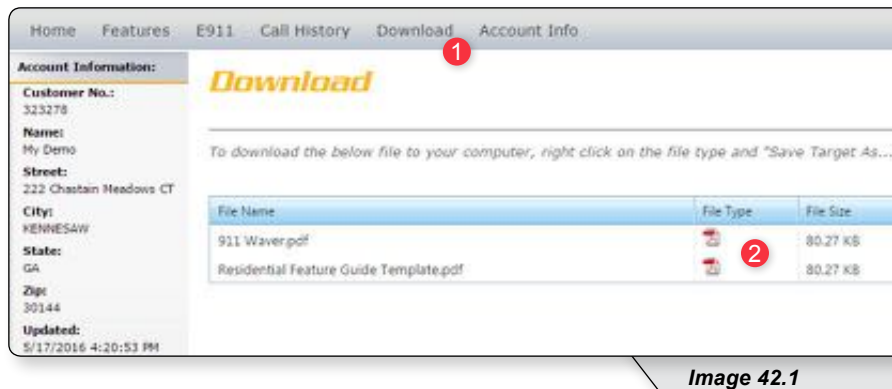 Home Features E911 Call History Download Account Info
1
Account Information:
Customer No.:
323278
Name:
My Demo
Street:
222 Chastain Meadows CT
City:
KENNESAW
State:
GA
Zip:
30144
Updated:
5/17/2016 4:20:53 PM
Download
To download the below file to your computer, right click on the file type and "Save Target As...
File Name File Type File Size
911 Waver.pdf 80.27 KB
2
Residential Feature Guide Template.pdf 80.27 KB
Image 42.1